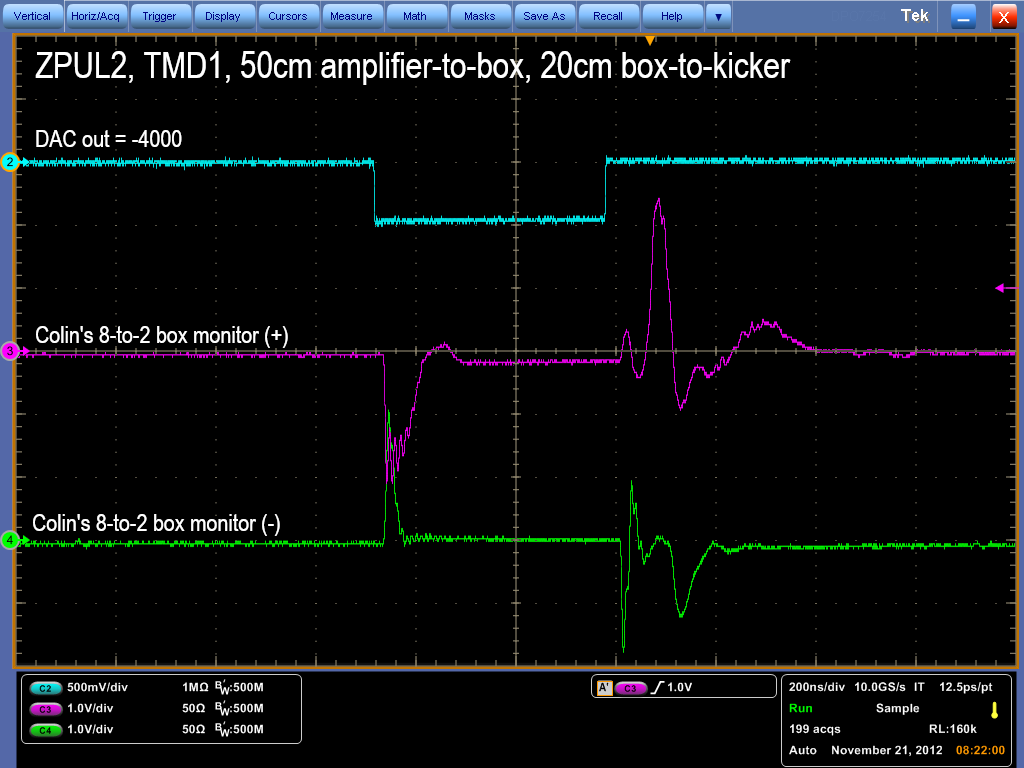 Vertical Horiz/Acq Trigger Display Cursors Measure Math Masks Save As Recall Help Tek X
ZPUL2, TMD1, 50cm amplifier-to-box, 20cm box-to-kicker
DAC out = -4000
2
Colin's 8-to-2 box monitor (+)
3
Colin's 8-to-2 box monitor (-)
4
C2 500mV/div 1MΩ BW:500M
C3 1.0V/div 50Ω BW:500M
C4 1.0V/div 50Ω BW:500M
A' C3 1.0V
200ns/div 10.0GS/s IT 12.5ps/pt
Run Sample
199 acqs RL:160k
Auto November 21, 2012 08:22:00